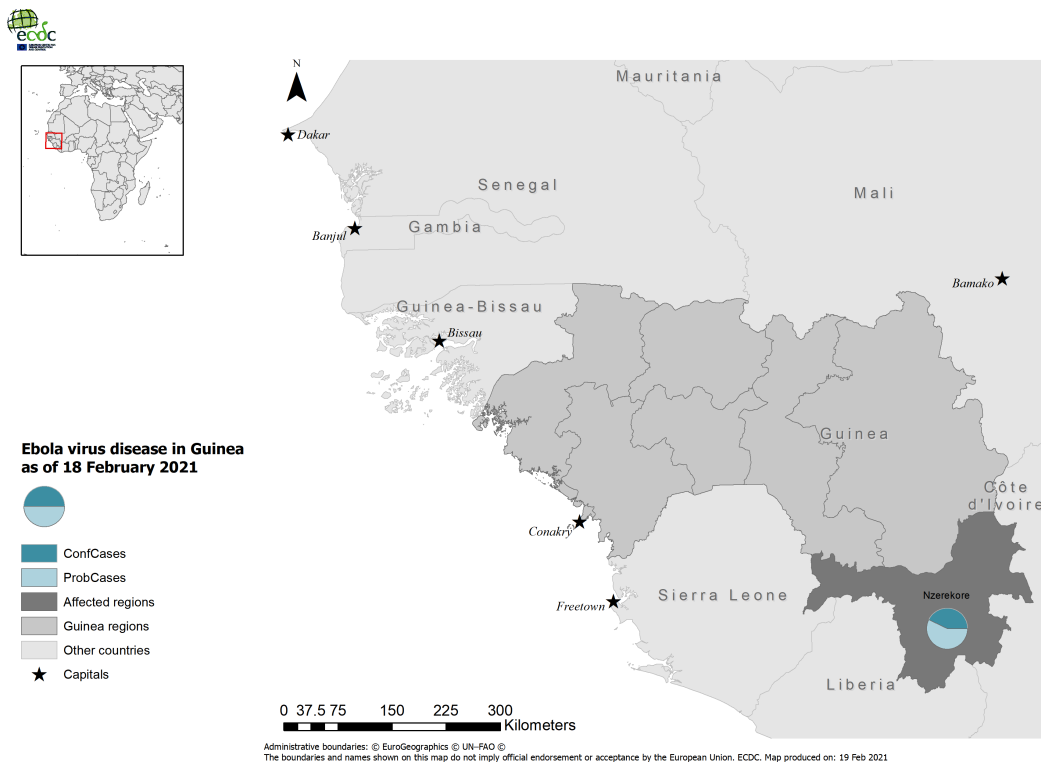 ecdc
N
Mauritania
Dakar
Senegal
Mali
Gambia
Banjul
Bamako
Guinea-Bissau
Bissau
Guinea
Ebola virus disease in Guinea
as of 18 February 2021
Côte
d'Ivoire
Conakry
ConfCases
ProbCases
Affected regions
Guinea regions
Other countries
Capitals
Nzerekore
Sierra Leone
Freetown
Liberia
0 37.5 75 150 225 300
Kilometers
Administrative boundaries: © EuroGeographics © UN–FAO ©
The boundaries and names shown on this map do not imply official endorsement or acceptance by the European Union. ECDC. Map produced on: 19 Feb 2021